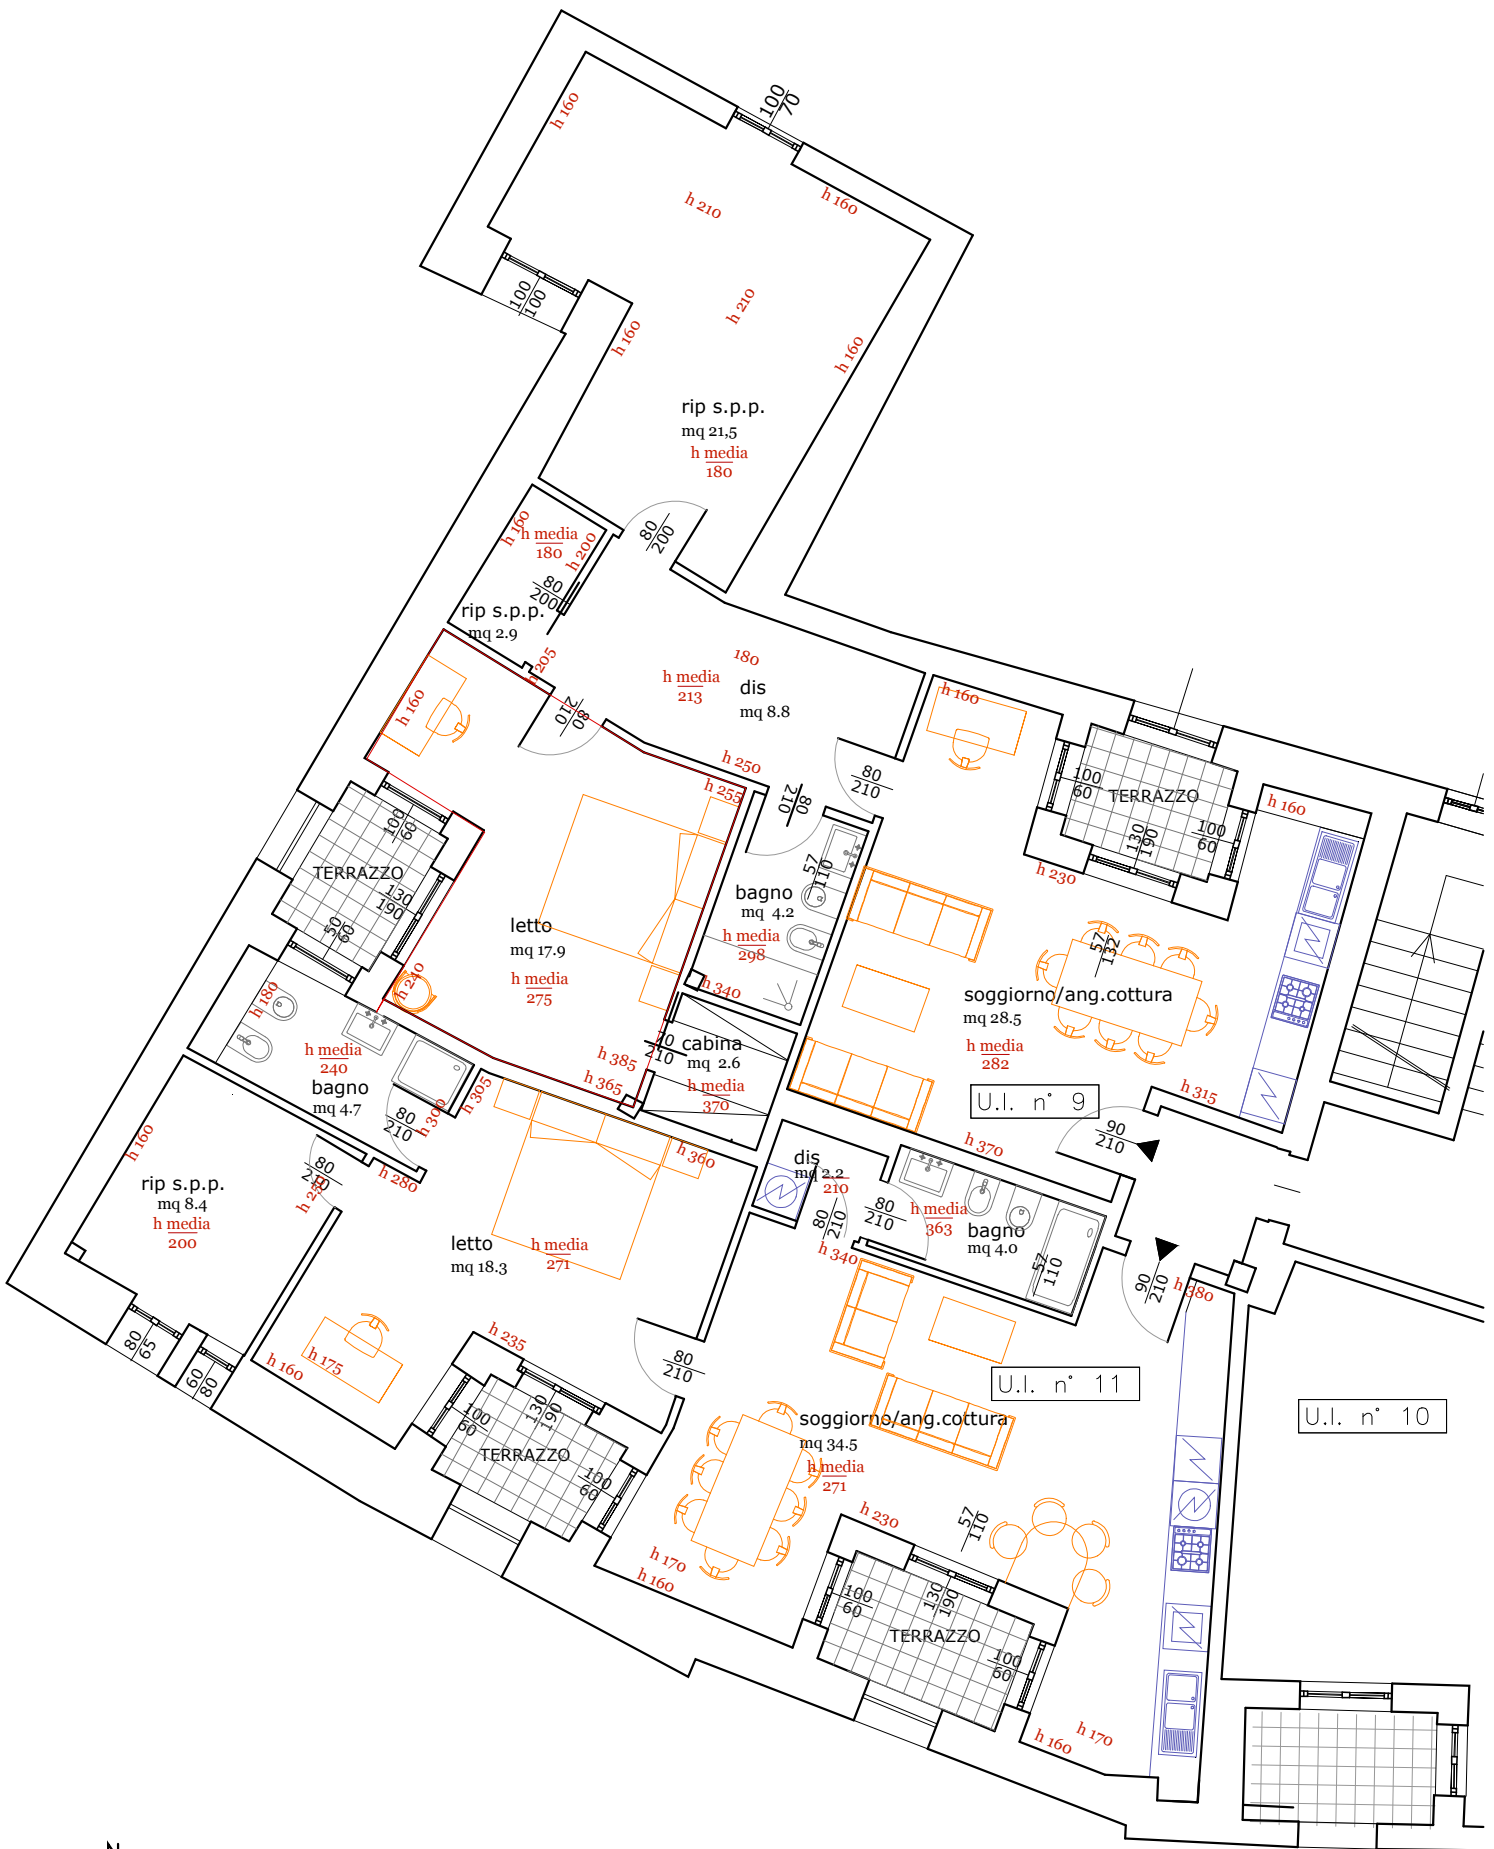 h 160
100
70
h 210
h 160
100
100
h 210
h 160
h 160
rip s.p.p.
mq 21,5
h media
180
80
200
h 160
h media
180
h 200
80
200
rip s.p.p.
mq 2.9
h 205
180
h media
213
dis
mq 8.8
80
210
h 160
h 160
h 250
h 255
80
210
80
210
100
60
TERRAZZO
130
190
100
60
h 160
h 230
100
60
TERRAZZO
130
190
50
60
57
110
bagno
mq 4.2
h media
298
h 340
letto
mq 17.9
h media
275
h 240
57
132
soggiorno/ang.cottura
mq 28.5
h media
282
h 180
h media
240
bagno
mq 4.7
h 385
h 365
70
210
cabina
mq 2.6
h media
370
U.I. n° 9
h 315
h 305
h 300
80
210
90
210
h 370
h 160
h 360
80
210
h 280
h 250
rip s.p.p.
mq 8.4
h media
200
dis
mq 2.2
210
80
210
80
210
h media
363
bagno
mq 4.0
57
110
letto
mq 18.3
h media
271
h 340
90
210
h 380
80
65
60
80
h 235
h 175
h 160
80
210
U.I. n° 11
U.I. n° 10
130
190
100
60
TERRAZZO
100
60
soggiorno/ang.cottura
mq 34.5
h media
271
h 230
57
110
h 170
h 160
100
60
130
190
TERRAZZO
100
60
h 170
h 160